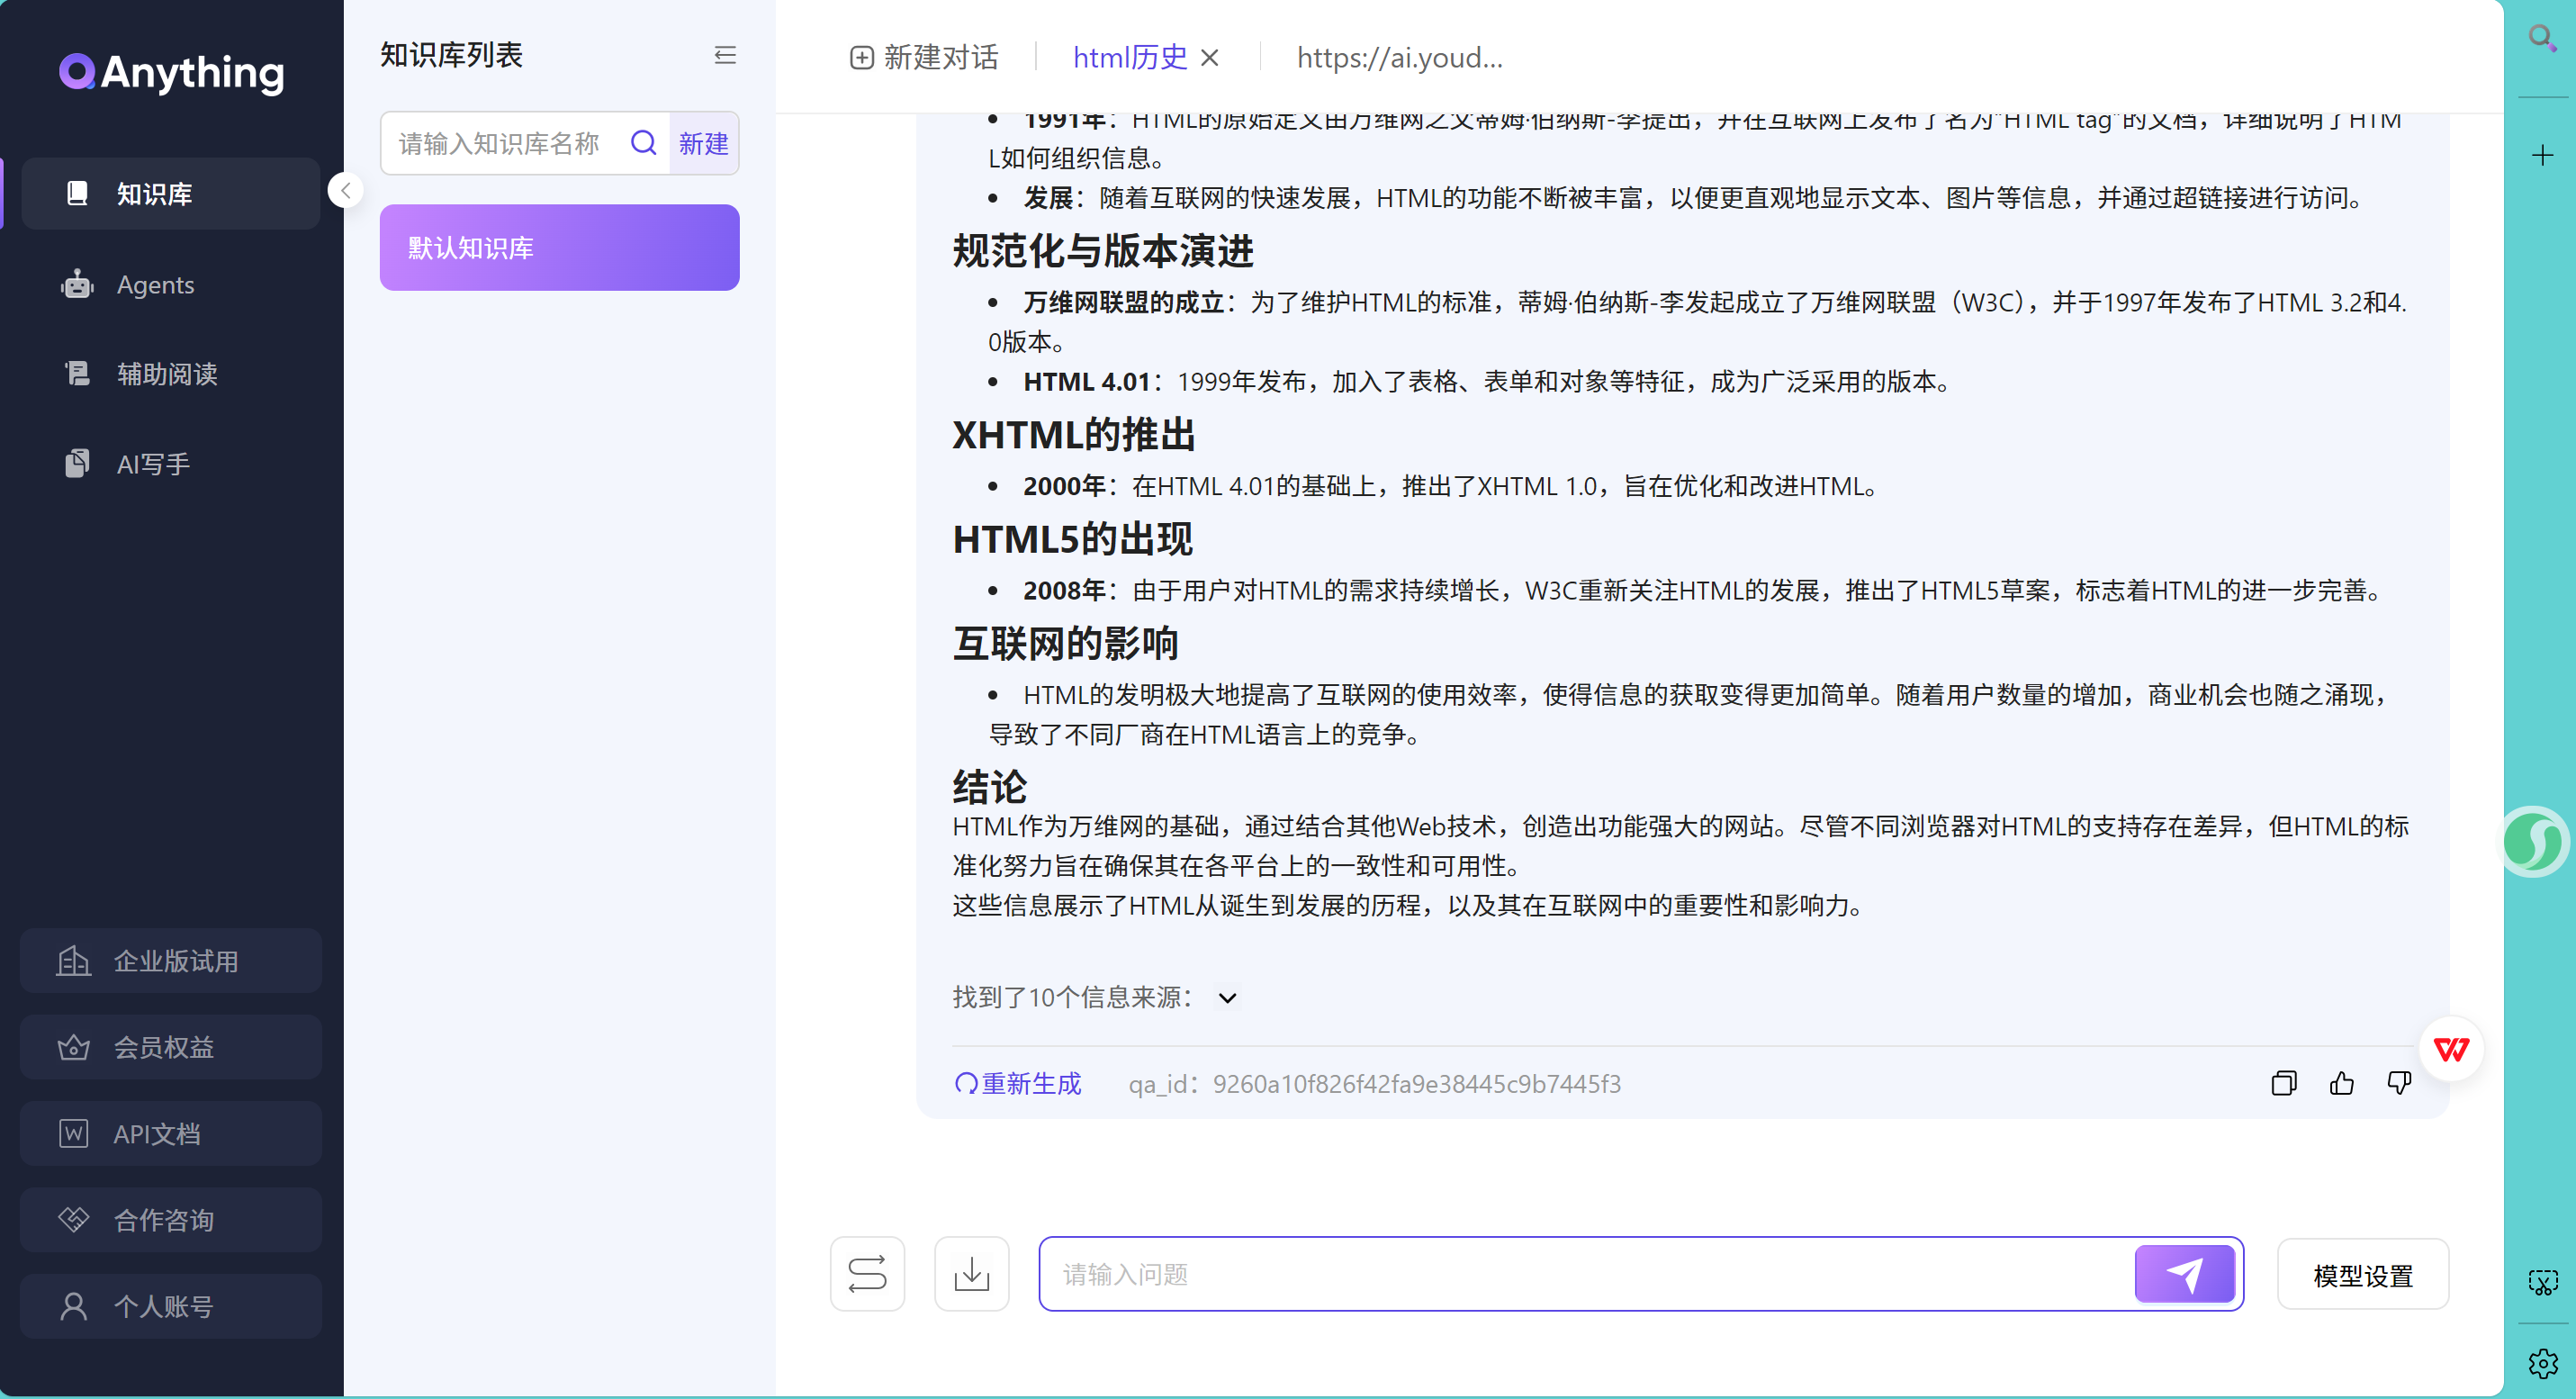 QAnything
知识库
Agents
辅助阅读
AI写手
企业版试用
会员权益
API文档
合作咨询
个人账号
知识库列表
请输入知识库名称
新建
默认知识库
新建对话
html历史
https://ai.youd...
1991年：HTML的原始定义由万维网之父蒂姆·伯纳斯-李提出，并在互联网上发布了名为"HTML tag"的文档，详细说明了HTM
L如何组织信息。
发展：随着互联网的快速发展，HTML的功能不断被丰富，以便更直观地显示文本、图片等信息，并通过超链接进行访问。
规范化与版本演进
万维网联盟的成立：为了维护HTML的标准，蒂姆·伯纳斯-李发起成立了万维网联盟（W3C），并于1997年发布了HTML 3.2和4.
0版本。
HTML 4.01：1999年发布，加入了表格、表单和对象等特征，成为广泛采用的版本。
XHTML的推出
2000年：在HTML 4.01的基础上，推出了XHTML 1.0，旨在优化和改进HTML。
HTML5的出现
2008年：由于用户对HTML的需求持续增长，W3C重新关注HTML的发展，推出了HTML5草案，标志着HTML的进一步完善。
互联网的影响
HTML的发明极大地提高了互联网的使用效率，使得信息的获取变得更加简单。随着用户数量的增加，商业机会也随之涌现，
导致了不同厂商在HTML语言上的竞争。
结论
HTML作为万维网的基础，通过结合其他Web技术，创造出功能强大的网站。尽管不同浏览器对HTML的支持存在差异，但HTML的标
准化努力旨在确保其在各平台上的一致性和可用性。
这些信息展示了HTML从诞生到发展的历程，以及其在互联网中的重要性和影响力。
找到了10个信息来源：
重新生成
qa_id：9260a10f826f42fa9e38445c9b7445f3
请输入问题
模型设置